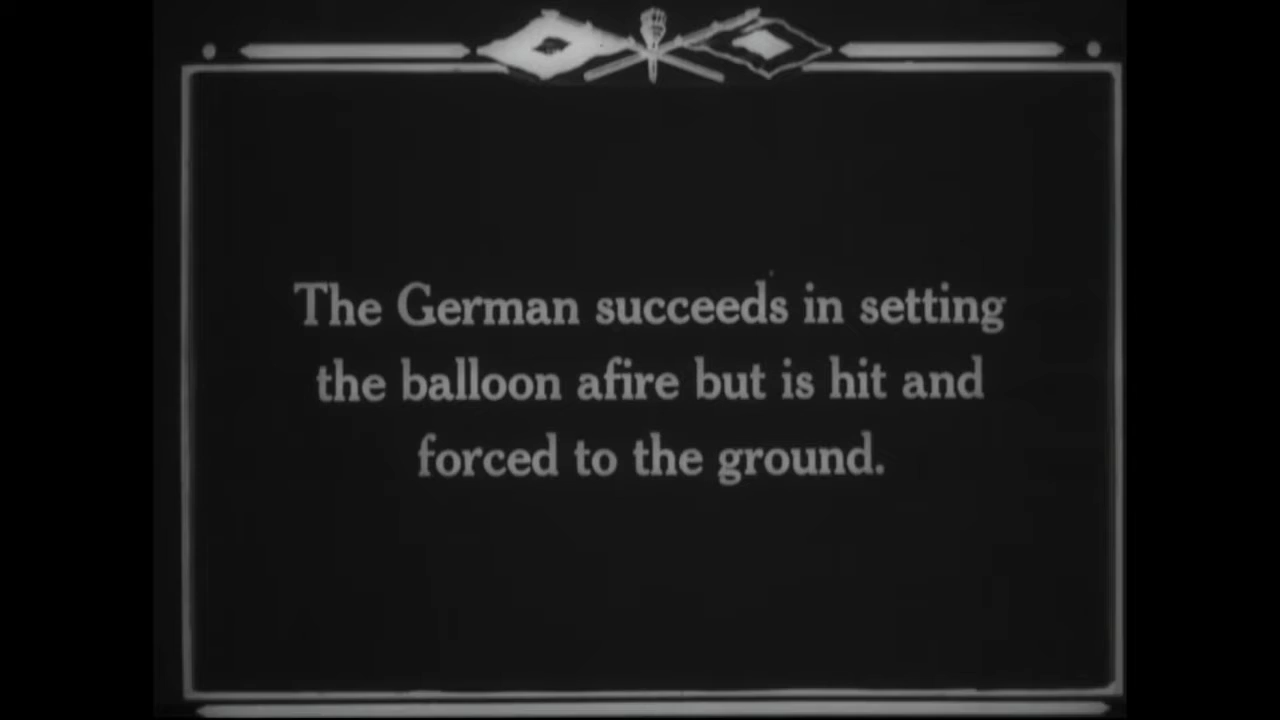 The German succeeds in setting
the balloon afire but is hit and
forced to the ground.